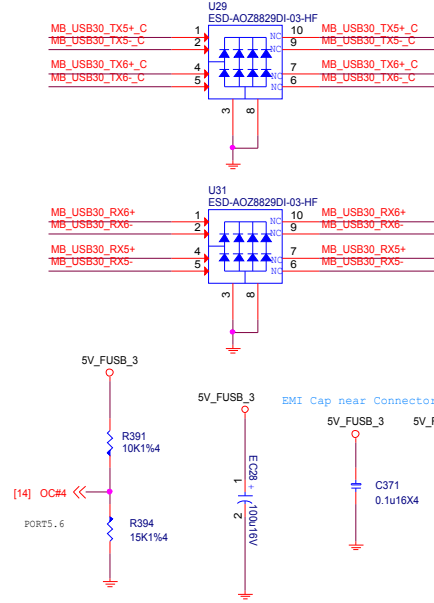 U29
ESD-AOZ8829DI-03-HF
MB_USB30_TX5+_C 1 10 MB_USB30_TX5+_C
MB_USB30_TX5-_C 2 NC 9 MB_USB30_TX5-_C
MB_USB30_TX6+_C 4 7 MB_USB30_TX6+_C
MB_USB30_TX6-_C 5 NC 6 MB_USB30_TX6-_C
3 8
U31
ESD-AOZ8829DI-03-HF
MB_USB30_RX6+ 1 NC 10 MB_USB30_RX6+
MB_USB30_RX6- 2 NC 9 MB_USB30_RX6-
MB_USB30_RX5+ 4 NC 7 MB_USB30_RX5+
MB_USB30_RX5- 5 NC 6 MB_USB30_RX5-
3 8
5V_FUSB_3
R391
10K1%4
[14] OC#4
PORT5.6
R394
15K1%4
5V_FUSB_3
1
EC28
+
100u16V
2
EMI Cap near Connector
5V_FUSB_3
C371
0.1u16X4